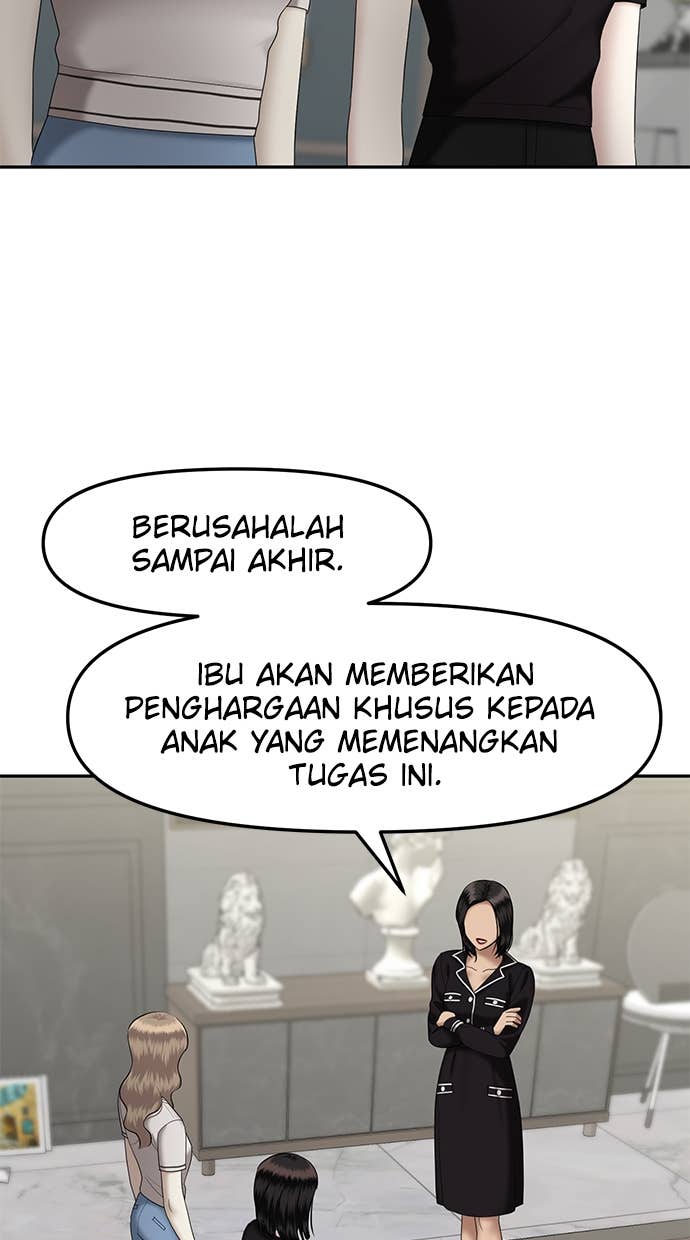 BERUSAHALAH
SAMPAI AKHIR.
IBU AKAN MEMBERIKAN
PENGHARGAAN KHUSUS KEPADA
ANAK YANG MEMENANGKAN
TUGAS INI.